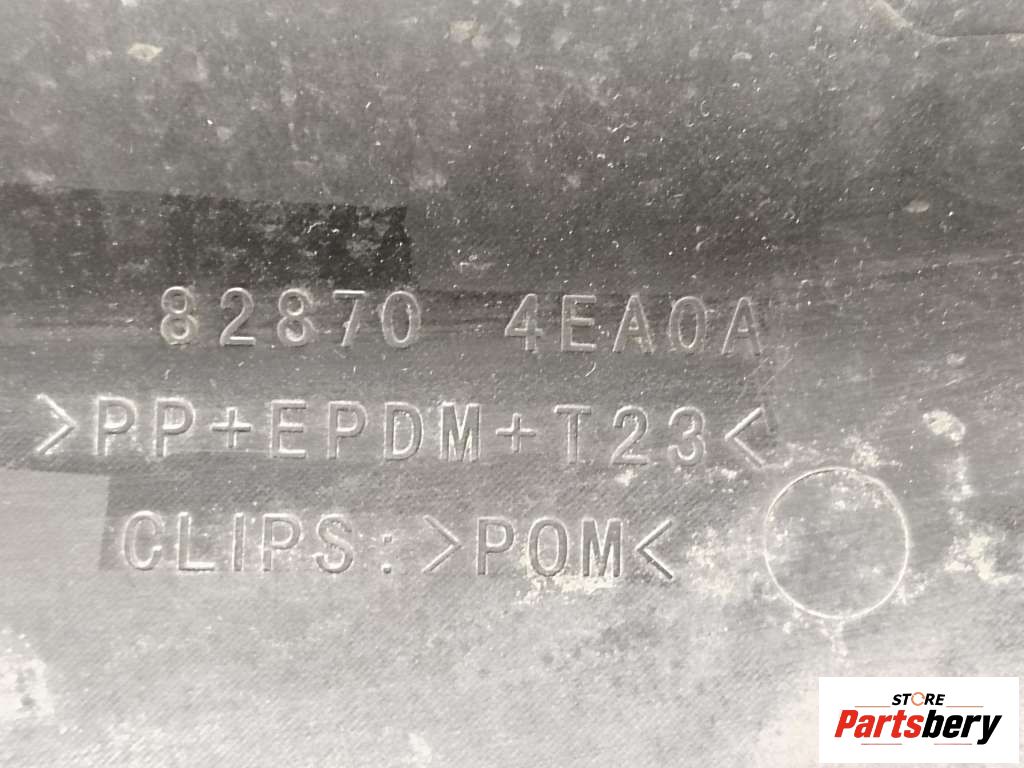 82870 4EA0A
>PP+EPDM+T23<
CLIPS:>POM<
STORE
Partsbery